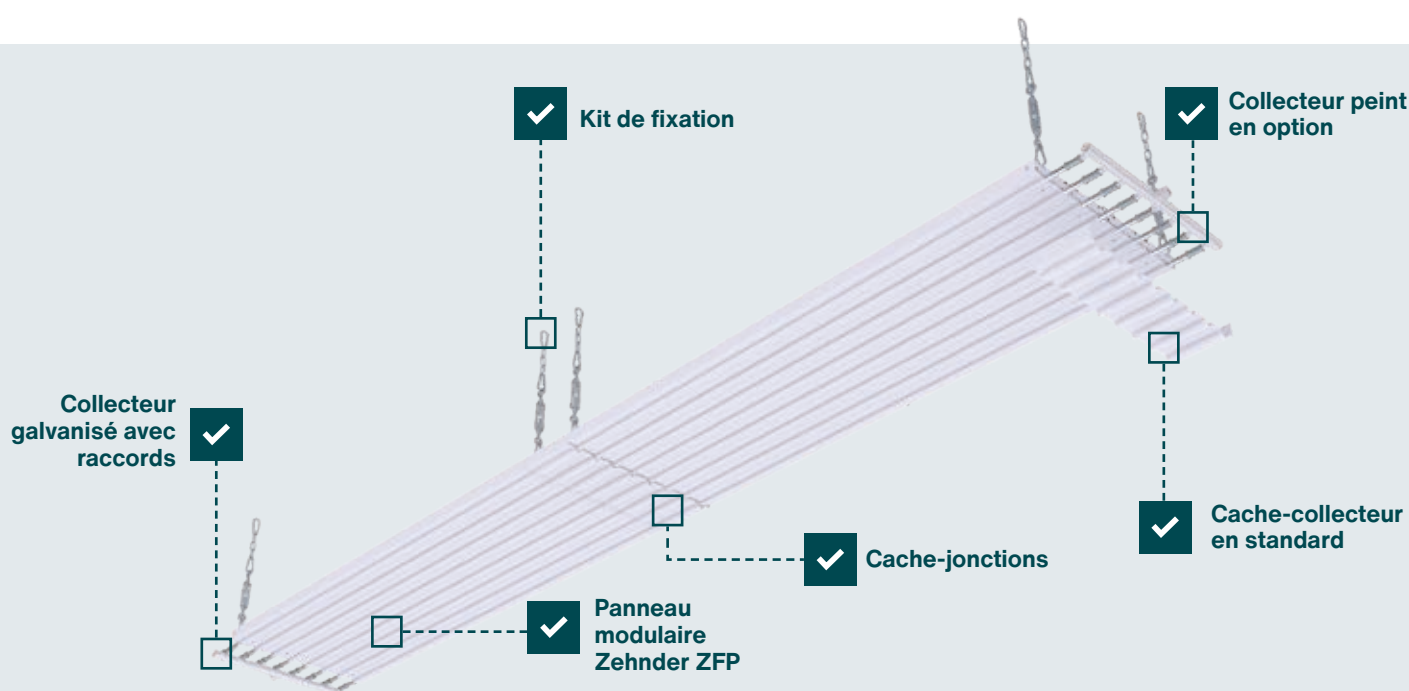 Kit de fixation
Collecteur peint
en option
Collecteur
galvanisé avec
raccords
Cache-collecteur
en standard
Cache-jonctions
Panneau
modulaire
Zehnder ZFP